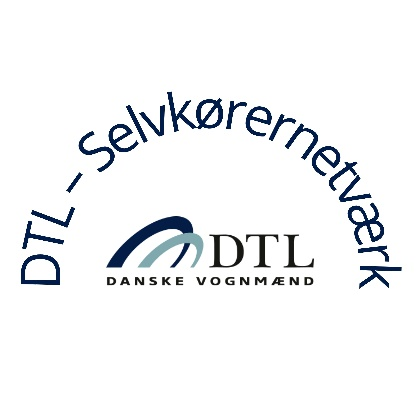 DTL – Selvkørernetværk
DTL
DANSKE VOGNMÆND